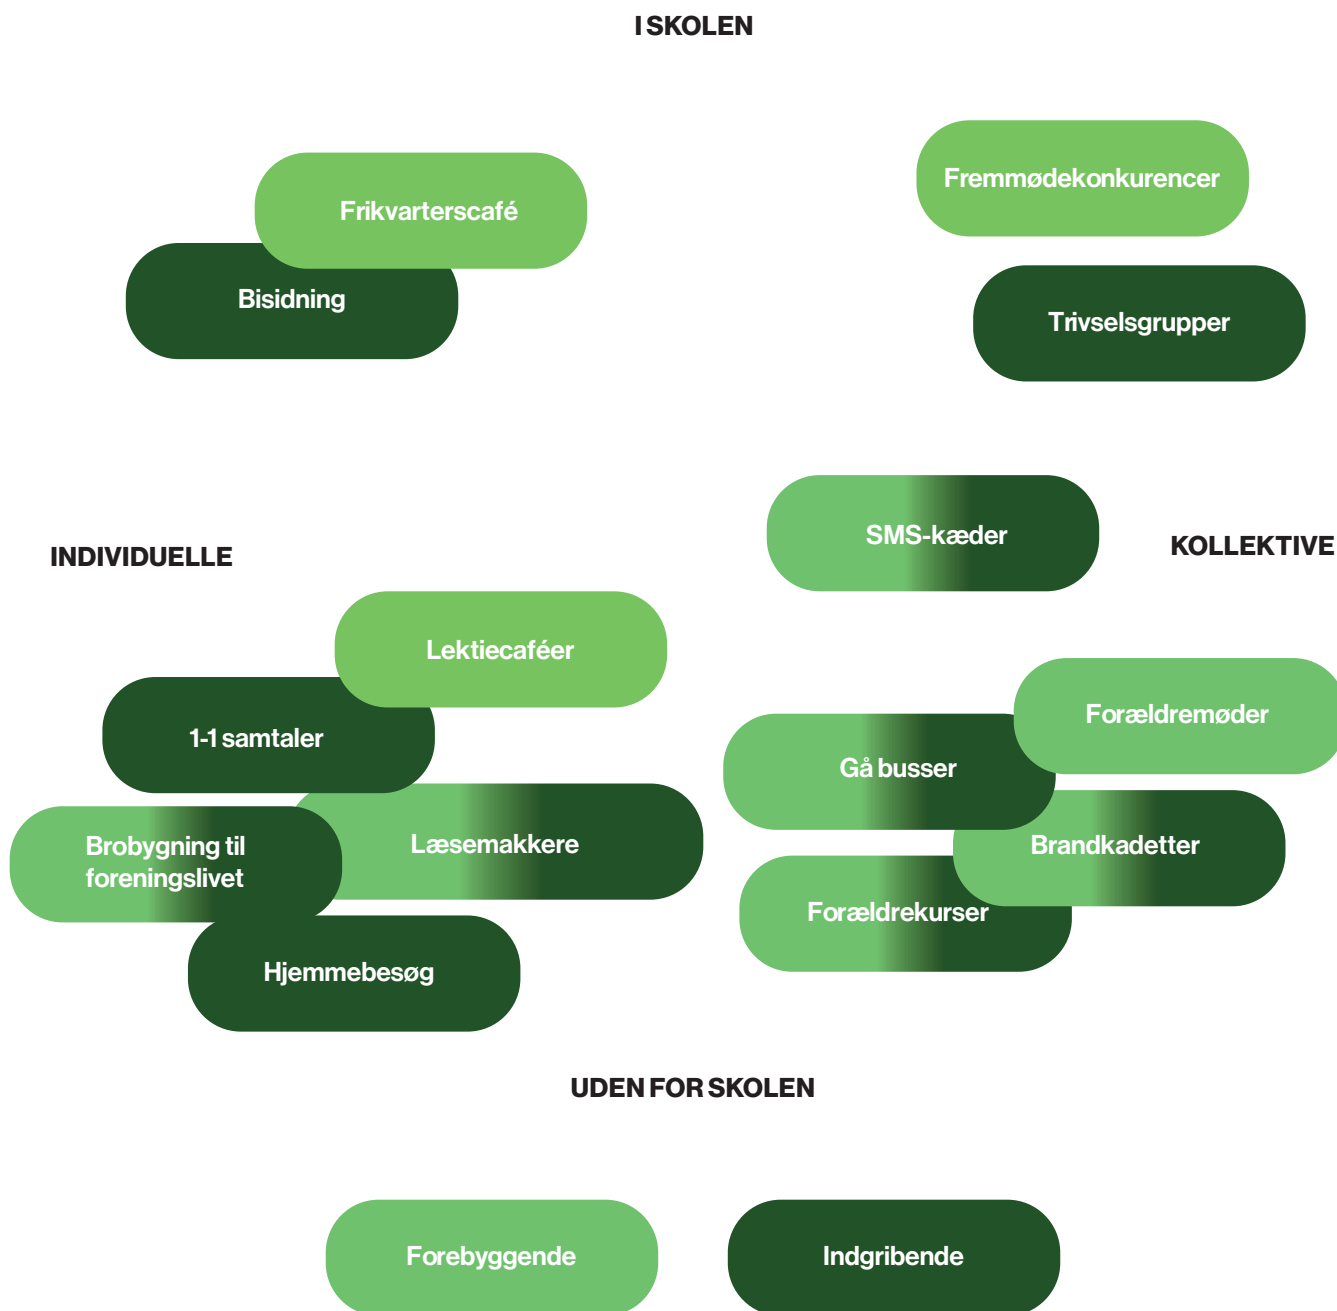 I SKOLEN
Fremmødekonkurencer
Frikvarterscafé
Bisidning
Trivselsgrupper
SMS-kæder
INDIVIDUELLE
KOLLEKTIVE
Lektiecaféer
Forældremøder
1-1 samtaler
Gå busser
Brobygning til
foreningslivet
Læsemakkere
Brandkadetter
Forældrekurser
Hjemmebesøg
UDEN FOR SKOLEN
Forebyggende
Indgribende